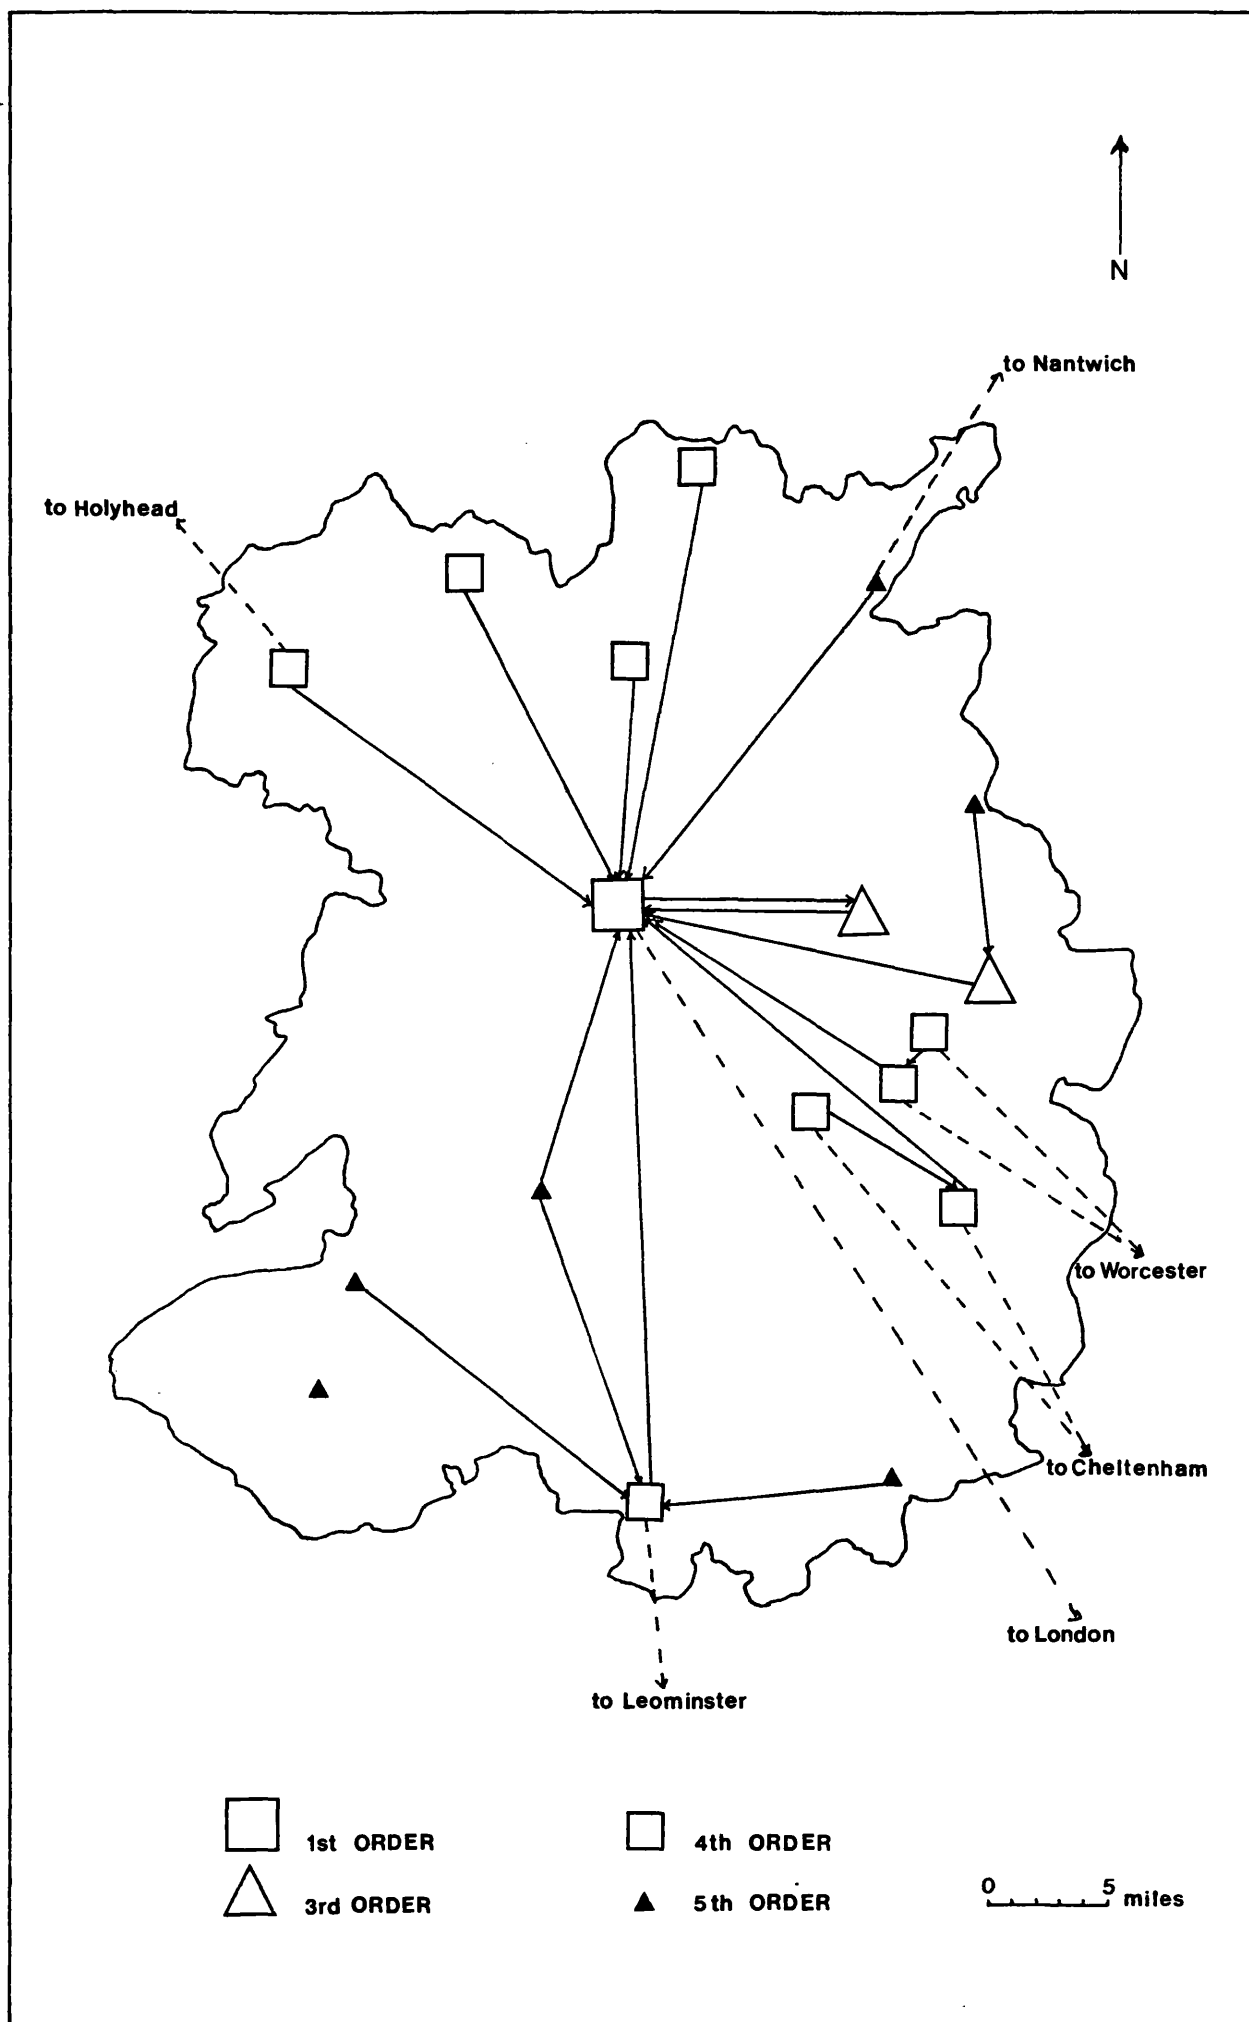 N
to Nantwich
to Holyhead
to Worcester
to Cheltenham
to London
to Leominster
1st ORDER
4th ORDER
3rd ORDER
5th ORDER
0 5 miles